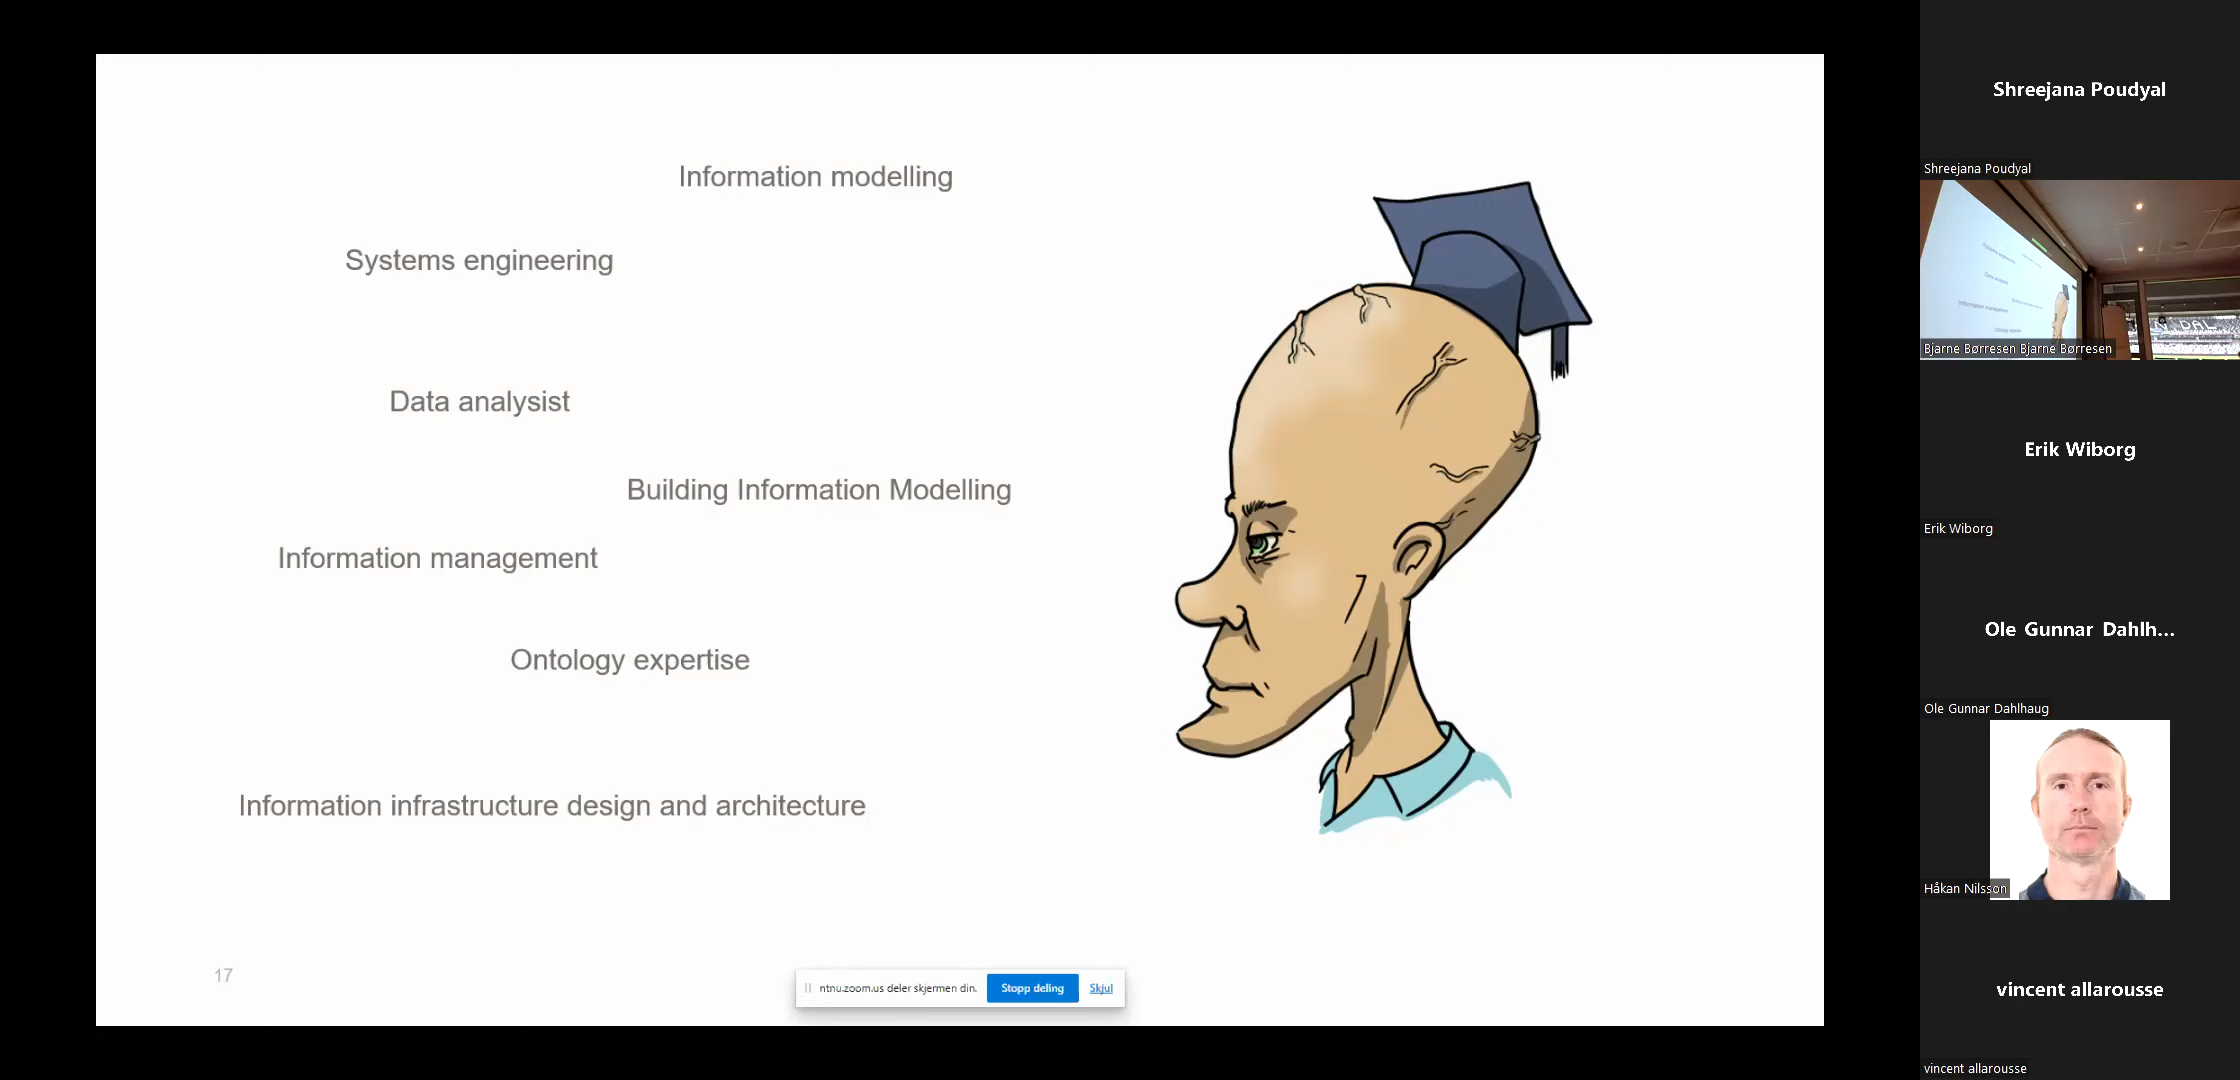 Information modelling
Systems engineering
Data analysist
Building Information Modelling
Information management
Ontology expertise
Information infrastructure design and architecture
17
ntnu.zoom.us deler skjermen din.
Stopp deling
Skjul
Shreejana Poudyal
Shreejana Poudyal
Bjarne Børresen Bjarne Børresen
Erik Wiborg
Erik Wiborg
Ole Gunnar Dahlh...
Ole Gunnar Dahlhaug
Håkan Nilsson
vincent allarousse
vincent allarousse